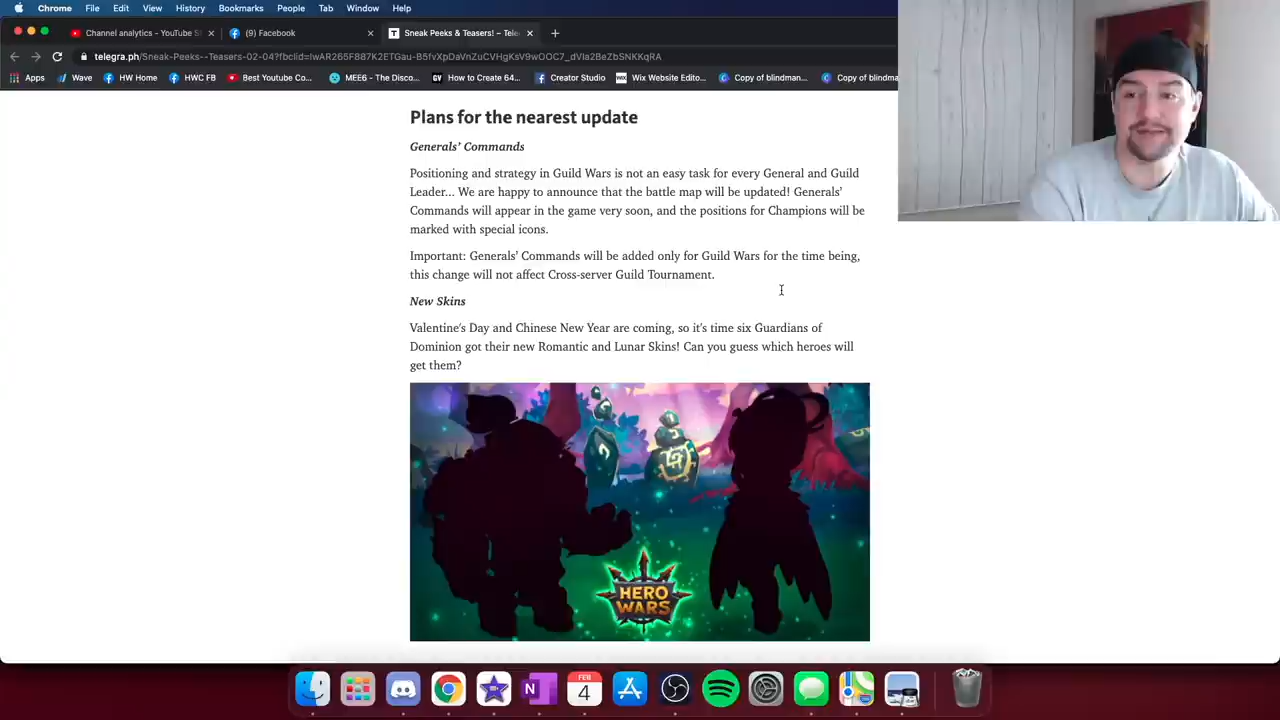 Chrome File Edit View History Bookmarks People Tab Window Help
Channel analytics - YouTube St
(9) Facebook
Sneak Peeks & Teasers! – Tele
telegra.ph/Sneak-Peeks--Teasers-02-04?fbclid=IwAR265F887K2ETGau-B5fvXpDaVnZuCVHgKsV9wOOC7_dVIa2BeZbSNKKqRA
Apps Wave HW Home HWC FB Best Youtube Co... MEE6 - The Disco... How to Create 64... Creator Studio Wix Website Edito... Copy of blindman... Copy of blindma
Plans for the nearest update
Generals’ Commands
Positioning and strategy in Guild Wars is not an easy task for every General and Guild
Leader... We are happy to announce that the battle map will be updated! Generals’
Commands will appear in the game very soon, and the positions for Champions will be
marked with special icons.
Important: Generals’ Commands will be added only for Guild Wars for the time being,
this change will not affect Cross-server Guild Tournament.
New Skins
Valentine's Day and Chinese New Year are coming, so it's time six Guardians of
Dominion got their new Romantic and Lunar Skins! Can you guess which heroes will
get them?
HERO
WARS
FEB
4